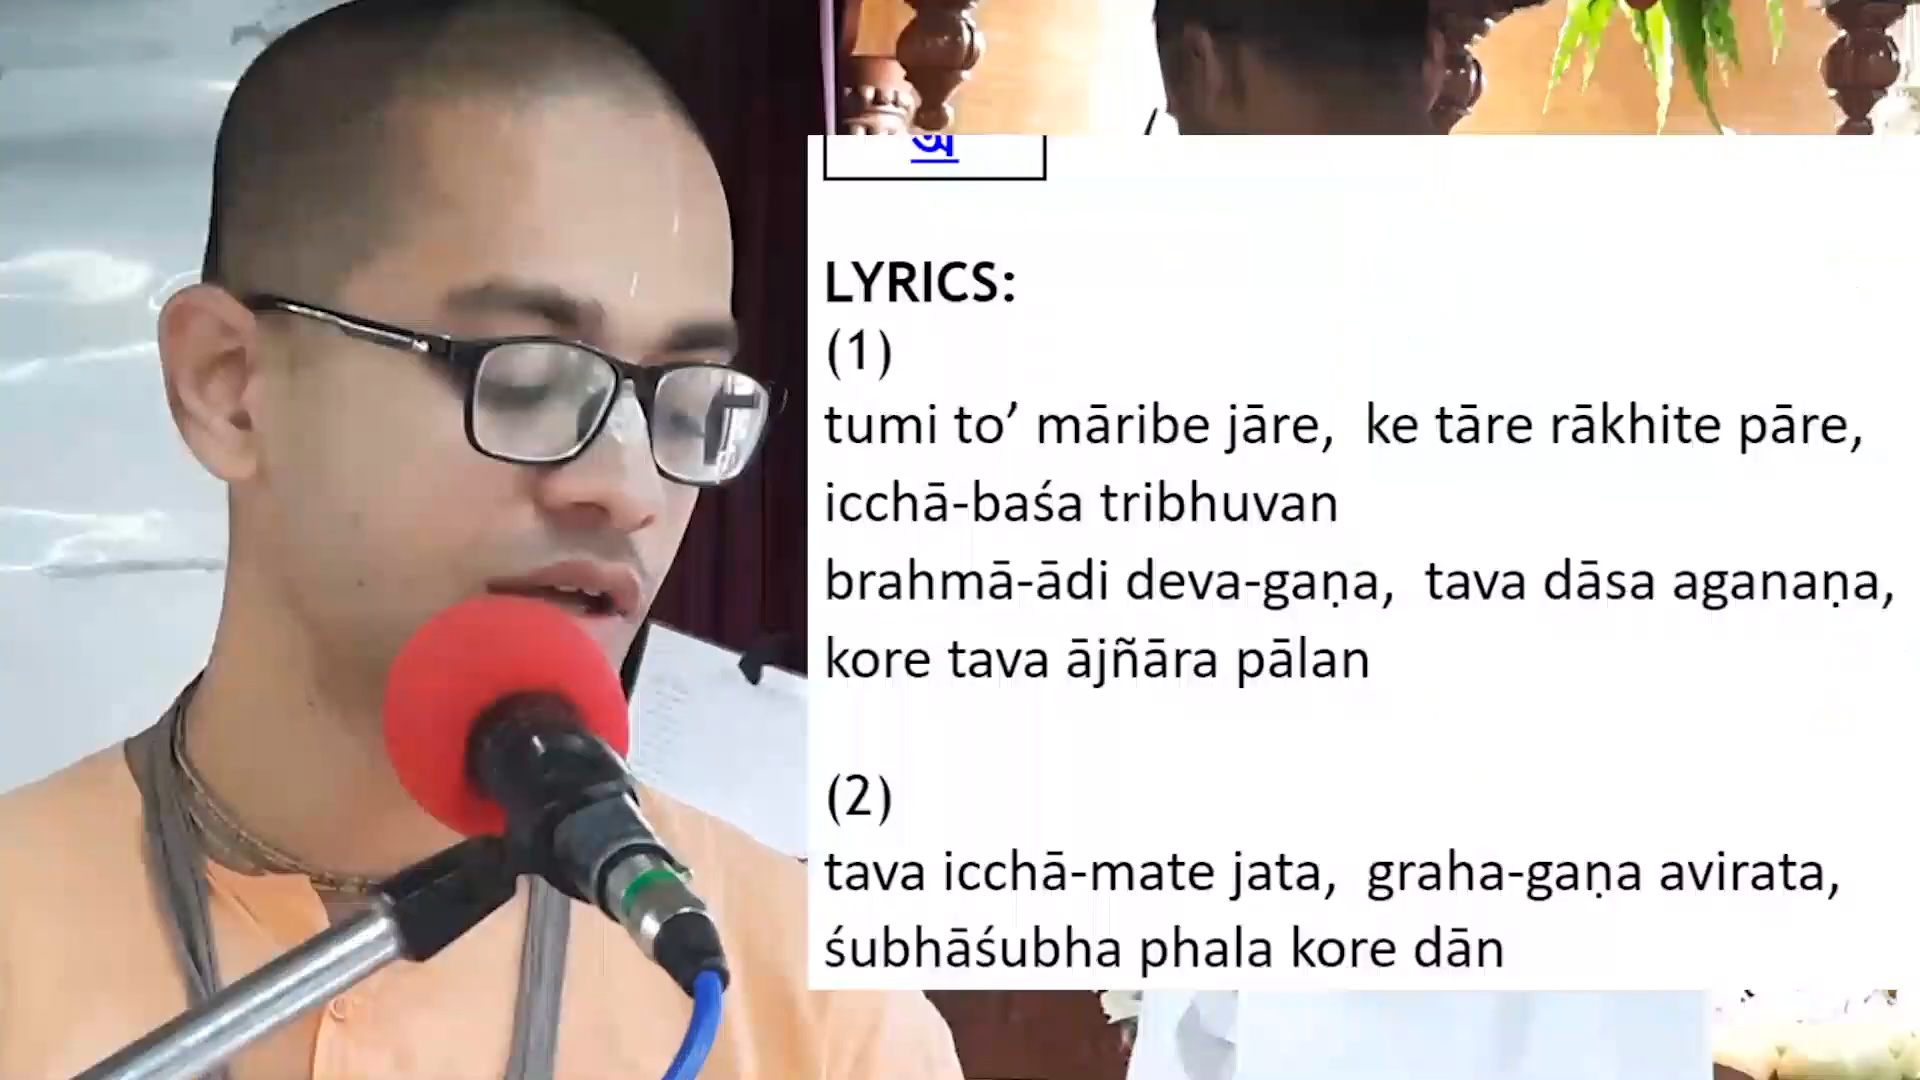 अ
LYRICS:
(1)
tumi to’ māribe jāre, ke tāre rākhite pāre,
icchā-baśa tribhuvan
brahmā-ādi deva-gaṇa, tava dāsa aganaṇa,
kore tava ājñāra pālan
(2)
tava icchā-mate jata, graha-gaṇa avirata,
śubhāśubha phala kore dān